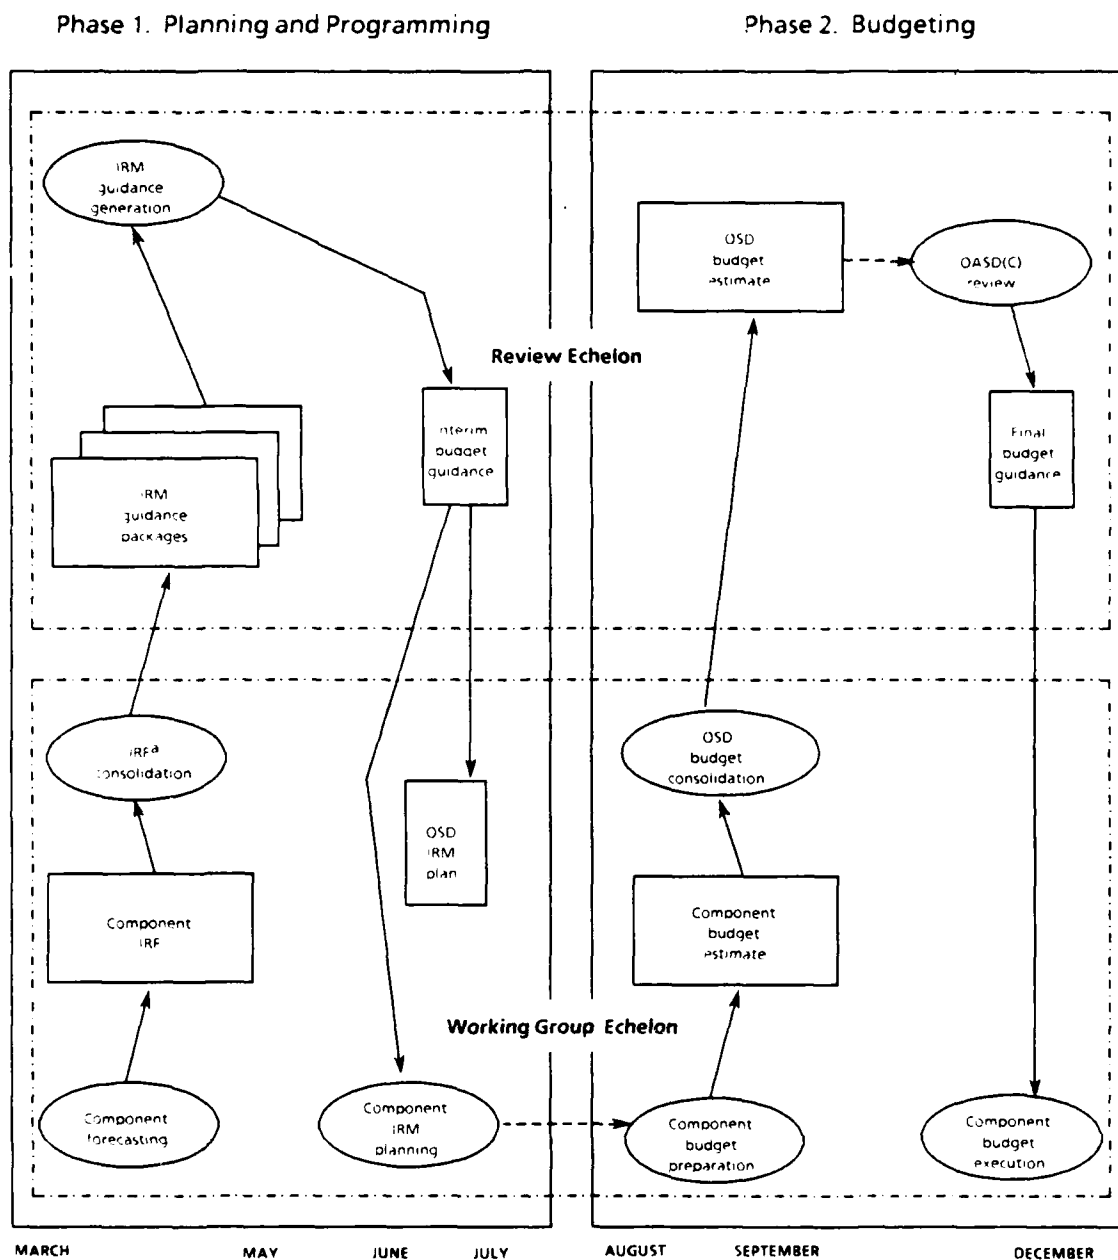 Phase 1. Planning and Programming
Phase 2. Budgeting
IRM
guidance
generation
OSD
budget
estimate
OASD(C)
review
Review Echelon
Interim
budget
guidance
Final
budget
guidance
IRM
guidance
packages
IRFa
consolidation
OSD
budget
consolidation
OSD
IRM
plan
Component
IRF
Component
budget
estimate
Working Group Echelon
Component
forecasting
Component
IRM
planning
Component
budget
preparation
Component
budget
execution
MARCH MAY JUNE JULY AUGUST SEPTEMBER DECEMBER